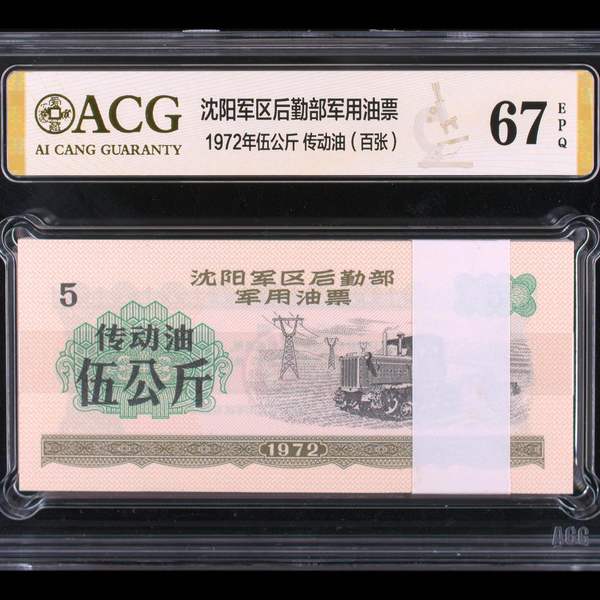 ACG
AI CANG GUARANTY
沈阳军区后勤部军用油票
1972年伍公斤 传动油（百张）
67
EPQ
5
沈阳军区后勤部
军用油票
传动油
伍公斤
1972
ACG